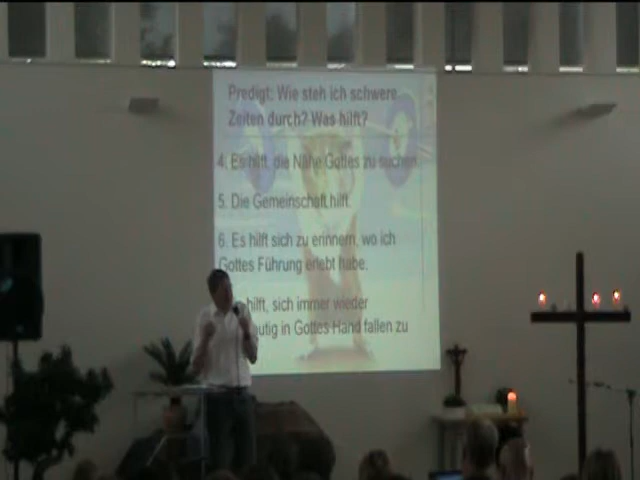 Predigt: Wie steh ich schwere
Zeiten durch? Was hilft?
4. Es hilft, die Nähe Gottes zu suchen
5. Die Gemeinschaft hilft.
6. Es hilft sich zu erinnern, wo ich
Gottes Führung erlebt habe.
hilft, sich immer wieder
in Gottes Hand fallen zu